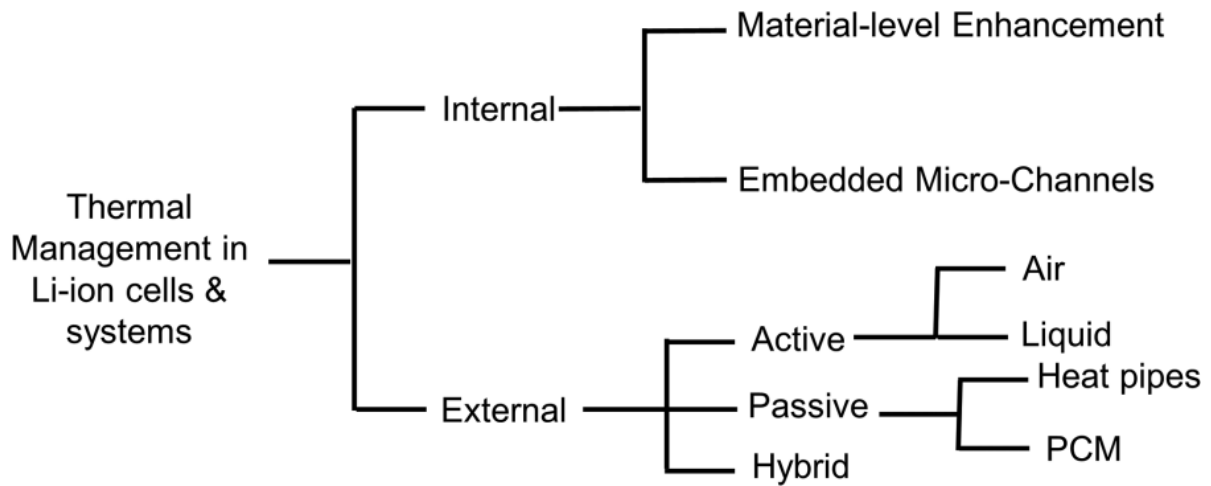 Thermal
Management in
Li-ion cells &
systems
Internal
Material-level Enhancement
Embedded Micro-Channels
External
Active
Air
Liquid
Passive
Heat pipes
PCM
Hybrid